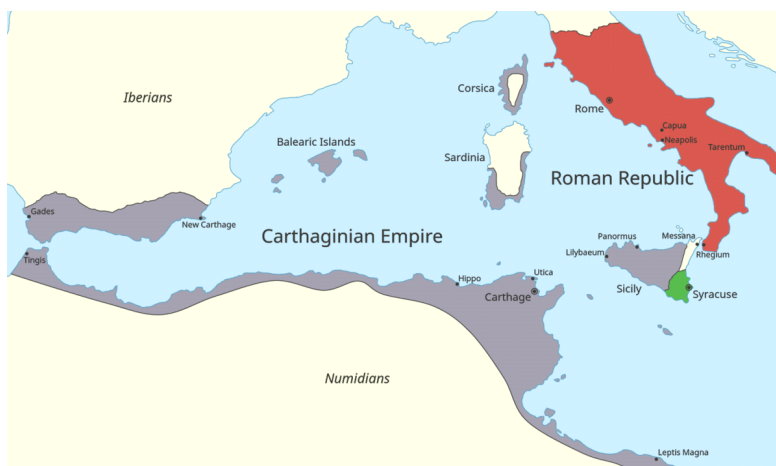 Iberians
Corsica
Rome
Capua
Neapolis
Tarentum
Balearic Islands
Sardinia
Roman Republic
Gades
New Carthage
Carthaginian Empire
Panormus
Messana
Lilybaeum
Rhegium
Tingis
Hippo
Utica
Carthage
Sicily
Syracuse
Numidians
Leptis Magna